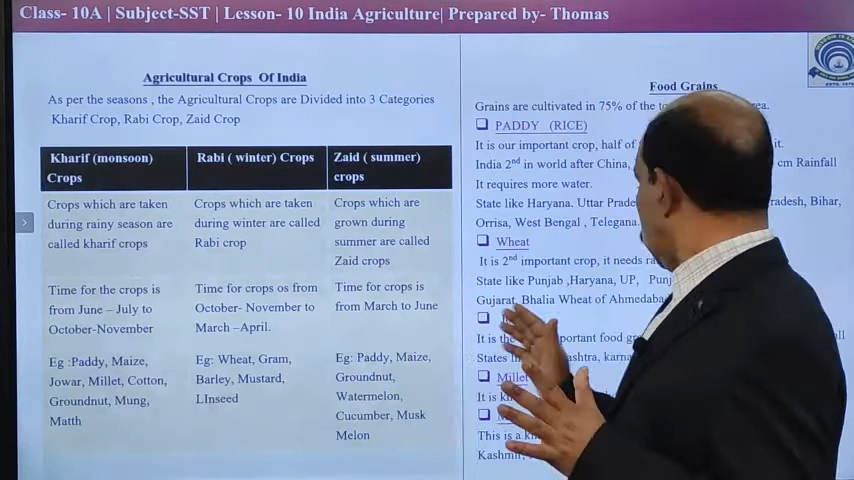 Class- 10A | Subject-SST | Lesson- 10 India Agriculture| Prepared by- Thomas
Agricultural Crops Of India
As per the seasons , the Agricultural Crops are Divided into 3 Categories
Kharif Crop, Rabi Crop, Zaid Crop
Kharif (monsoon) Crops
Crops which are taken
during rainy season are
called kharif crops
Time for the crops is
from June – July to
October-November
Eg :Paddy, Maize,
Jowar, Millet, Cotton,
Groundnut, Mung,
Matth
Rabi ( winter) Crops
Crops which are taken
during winter are called
Rabi crop
Time for crops os from
October- November to
March –April.
Eg: Wheat, Gram,
Barley, Mustard,
LInseed
Zaid ( summer)
crops
Crops which are
grown during
summer are called
Zaid crops
Time for crops is
from March to June
Eg: Paddy, Maize,
Groundnut,
Watermelon,
Cucumber, Musk
Melon
Food Grains
Grains are cultivated in 75% of the
PADDY (RICE)
It is our important crop, half of it.
India 2nd in world after China, cm Rainfall
It requires more water.
State like Haryana. Uttar Bihar,
Orrisa, West Bengal , Telegana.
Wheat
It is 2nd important crop, it needs
State like Punjab ,Haryana, UP,
Gujarat, Bhalia Wheat of
It is the food
States
Millet
It is
This is a